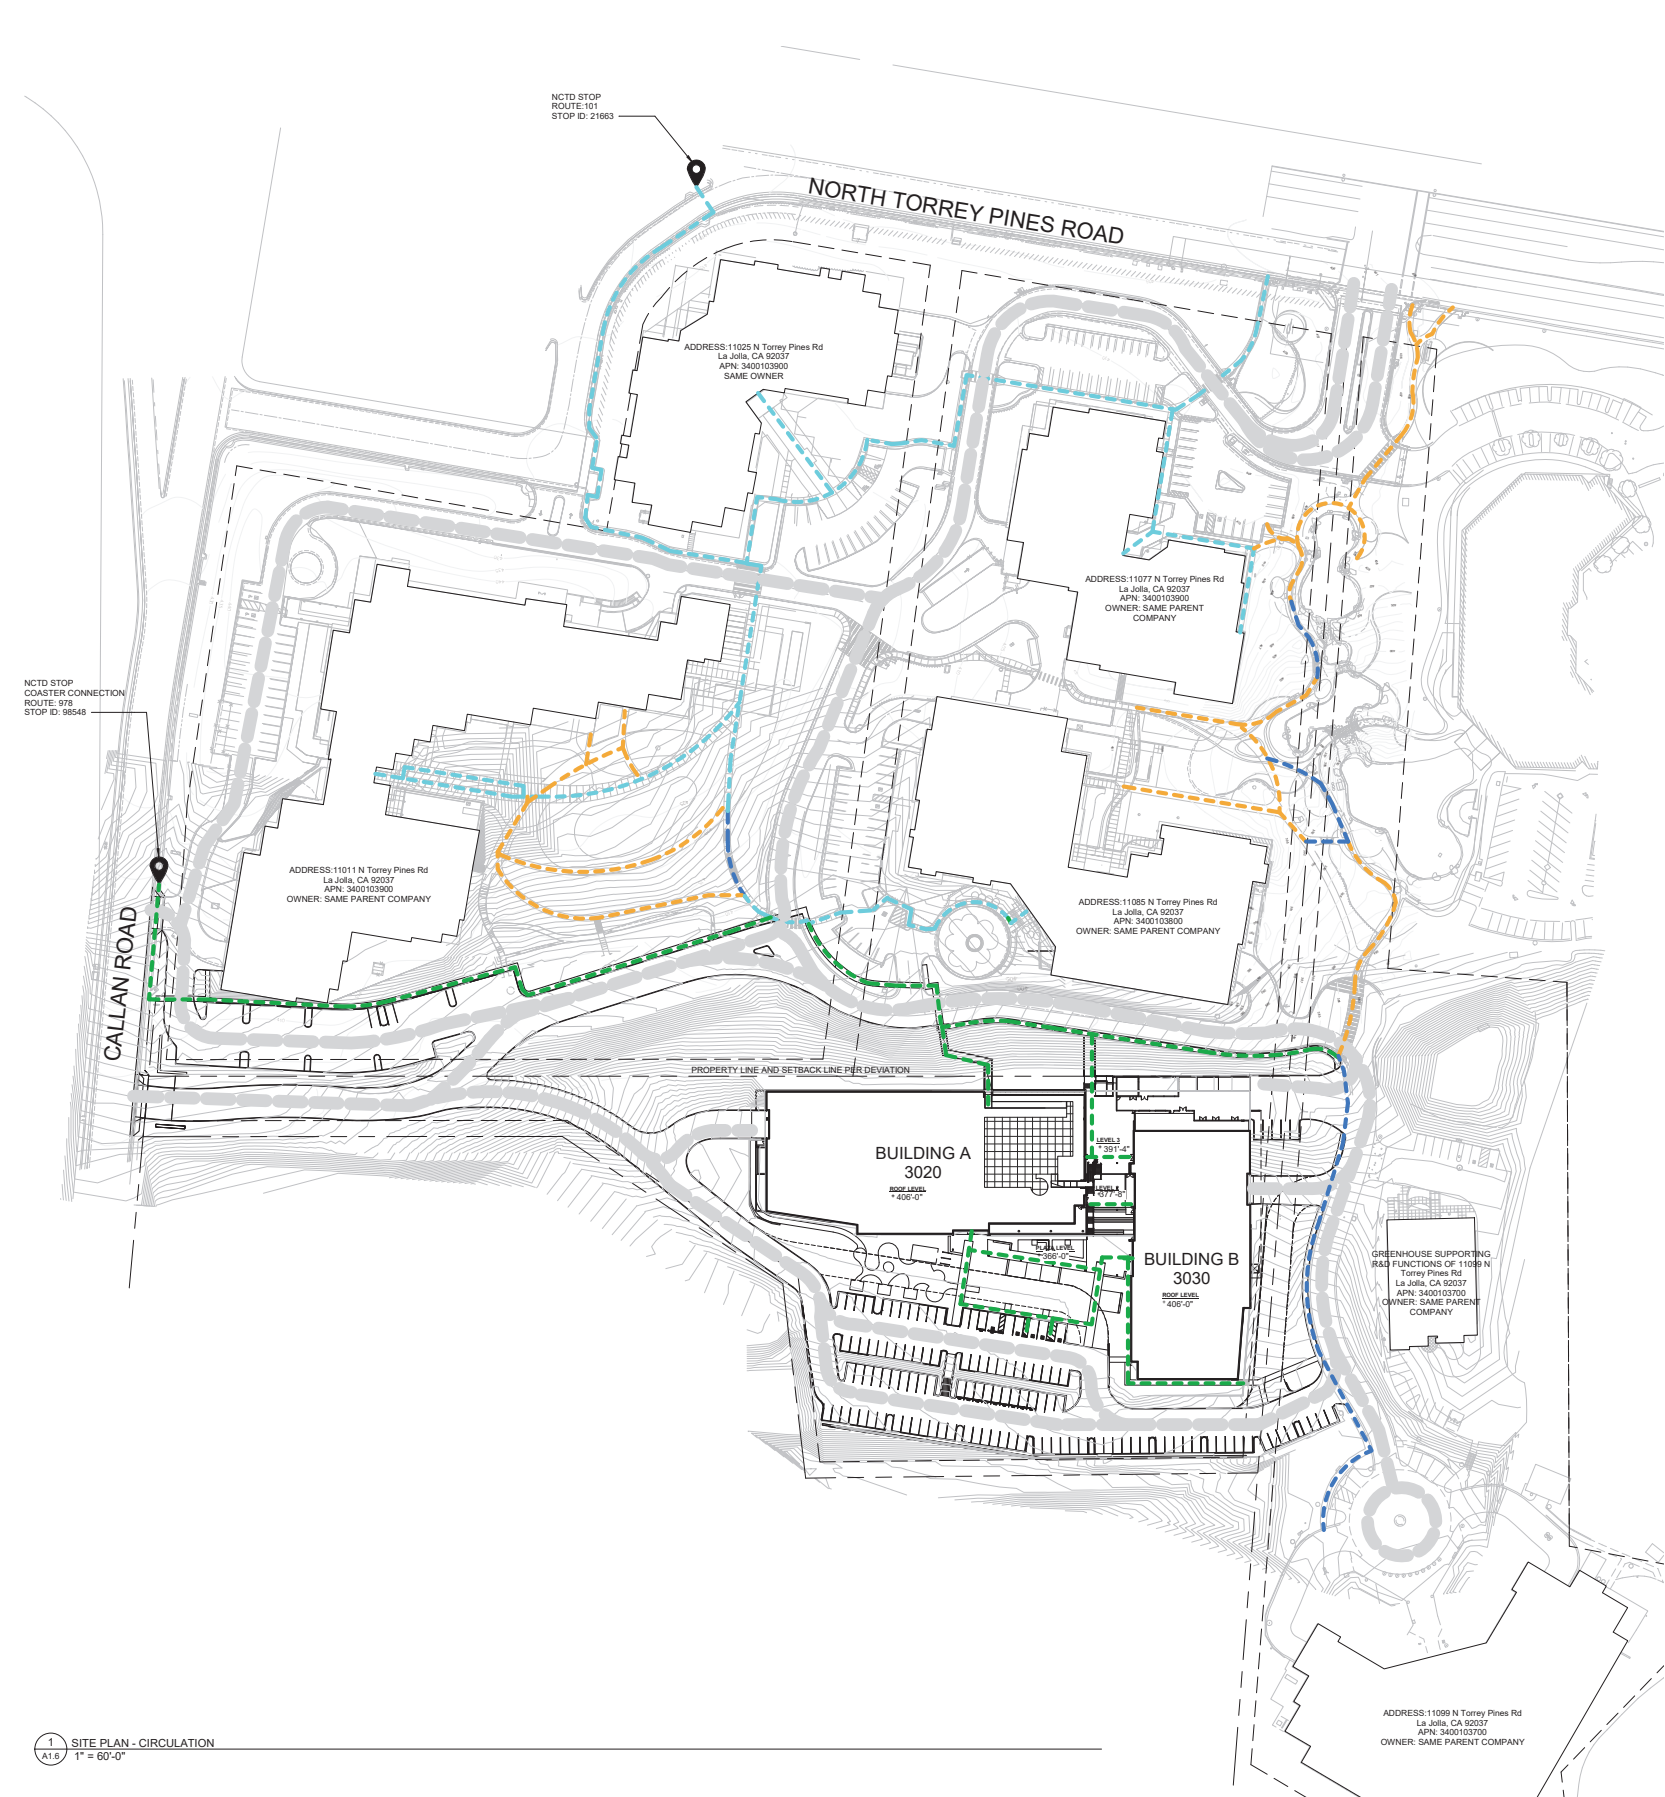 NCTD STOP
ROUTE:101
STOP ID: 21663
NORTH TORREY PINES ROAD
ADDRESS:11025 N Torrey Pines Rd
La Jolla, CA 92037
APN: 3400103900
SAME OWNER
ADDRESS:11077 N Torrey Pines Rd
La Jolla, CA 92037
APN: 3400103900
OWNER: SAME PARENT
COMPANY
NCTD STOP
COASTER CONNECTION
ROUTE: 978
STOP ID: 98548
ADDRESS:11011 N Torrey Pines Rd
La Jolla, CA 92037
APN: 3400103900
OWNER: SAME PARENT COMPANY
ADDRESS:11085 N Torrey Pines Rd
La Jolla, CA 92037
APN: 3400103800
OWNER: SAME PARENT COMPANY
CALLAN ROAD
PROPERTY LINE AND SETBACK LINE PER DEVIATION
BUILDING A
3020
ROOF LEVEL
406'-0"
LEVEL 3
391'-4"
LEVEL
377'-8"
PLAZA LEVEL
366'-0"
BUILDING B
3030
ROOF LEVEL
406'-0"
GREENHOUSE SUPPORTING
R&D FUNCTIONS OF 11099 N
Torrey Pines Rd
La Jolla, CA 92037
APN: 3400103700
OWNER: SAME PARENT
COMPANY
ADDRESS:11099 N Torrey Pines Rd
La Jolla, CA 92037
APN: 3400103700
OWNER: SAME PARENT COMPANY
1
A1.6
SITE PLAN - CIRCULATION
1" = 60'-0"